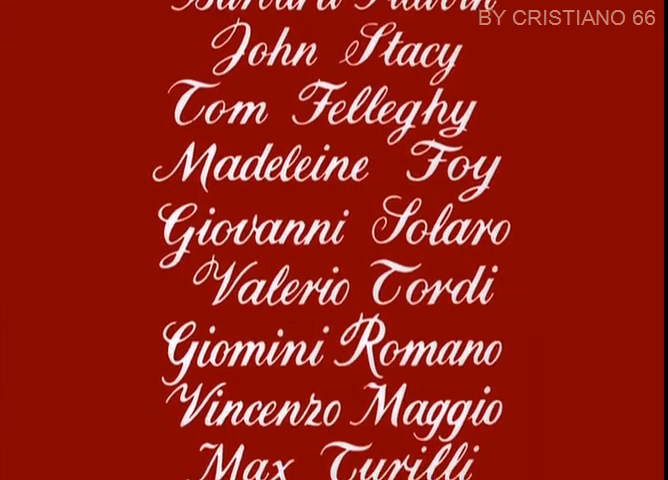 BY CRISTIANO 66
John Stacy
Tom Felleghy
Madeleine Foy
Giovanni Solaro
Valerio Tordi
Giomini Romano
Vincenzo Maggio
Max Turilli